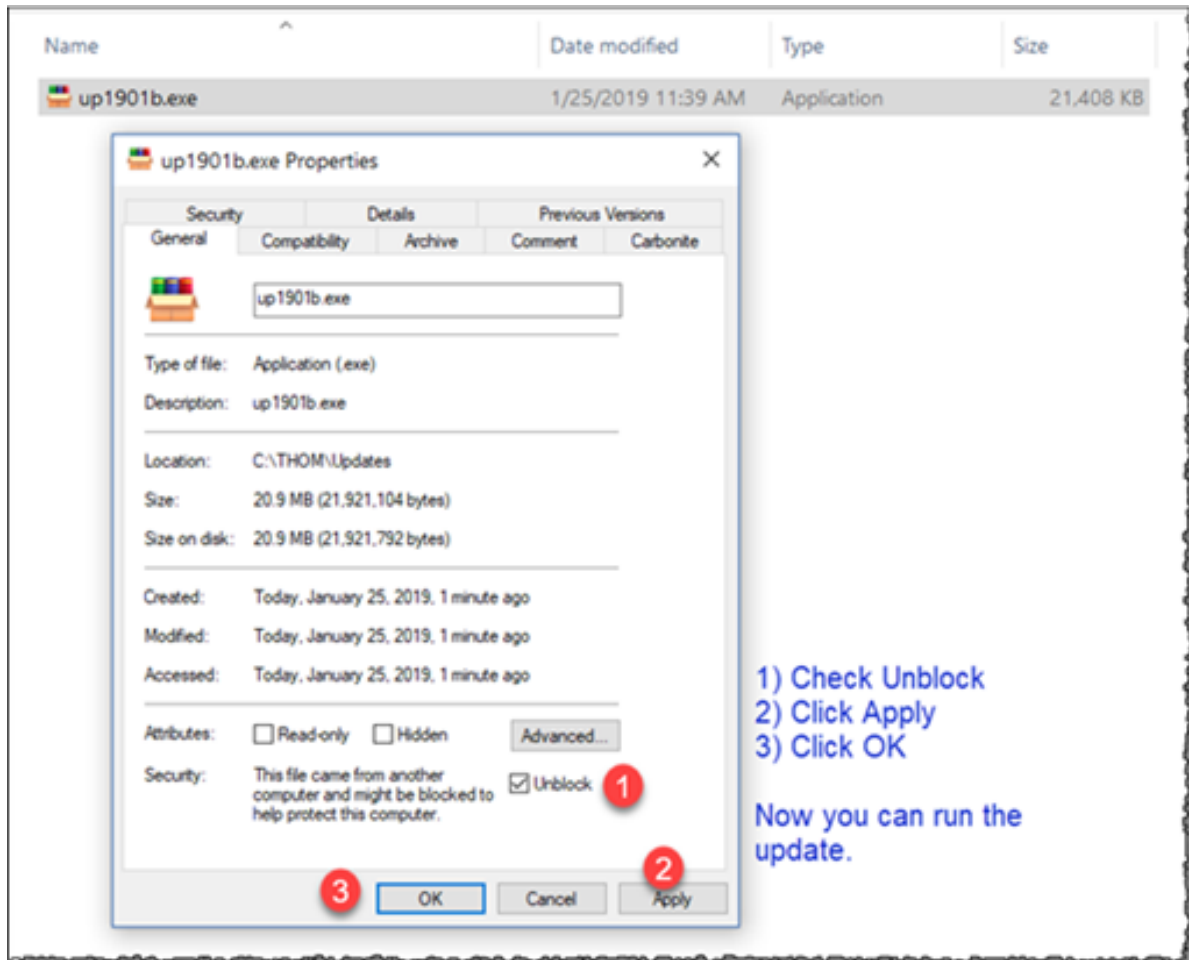 Name Date modified Type Size
up1901b.exe 1/25/2019 11:39 AM Application 21,408 KB
up1901b.exe Properties
Security Details Previous Versions
General Compatibility Archive Comment Carbonite
up1901b.exe
Type of file: Application (.exe)
Description: up1901b.exe
Location: C:\THOM\Updates
Size: 20.9 MB (21,921,104 bytes)
Size on disk: 20.9 MB (21,921,792 bytes)
Created: Today, January 25, 2019, 1 minute ago
Modified: Today, January 25, 2019, 1 minute ago
Accessed: Today, January 25, 2019, 1 minute ago
Attributes: Read-only Hidden Advanced...
Security: This file came from another
computer and might be blocked to
help protect this computer.
Unblock 1
1) Check Unblock
2) Click Apply
3) Click OK
Now you can run the
update.
2
3 OK Cancel Apply